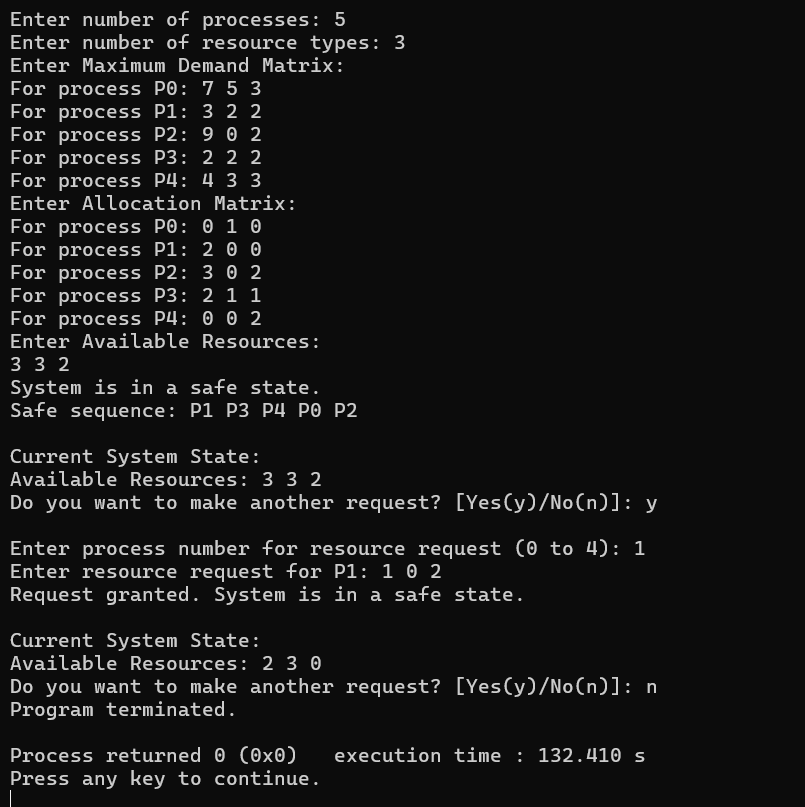 Enter number of processes: 5
Enter number of resource types: 3
Enter Maximum Demand Matrix:
For process P0: 7 5 3
For process P1: 3 2 2
For process P2: 9 0 2
For process P3: 2 2 2
For process P4: 4 3 3
Enter Allocation Matrix:
For process P0: 0 1 0
For process P1: 2 0 0
For process P2: 3 0 2
For process P3: 2 1 1
For process P4: 0 0 2
Enter Available Resources:
3 3 2
System is in a safe state.
Safe sequence: P1 P3 P4 P0 P2
Current System State:
Available Resources: 3 3 2
Do you want to make another request? [Yes(y)/No(n)]: y
Enter process number for resource request (0 to 4): 1
Enter resource request for P1: 1 0 2
Request granted. System is in a safe state.
Current System State:
Available Resources: 2 3 0
Do you want to make another request? [Yes(y)/No(n)]: n
Program terminated.
Process returned 0 (0x0)   execution time : 132.410 s
Press any key to continue.